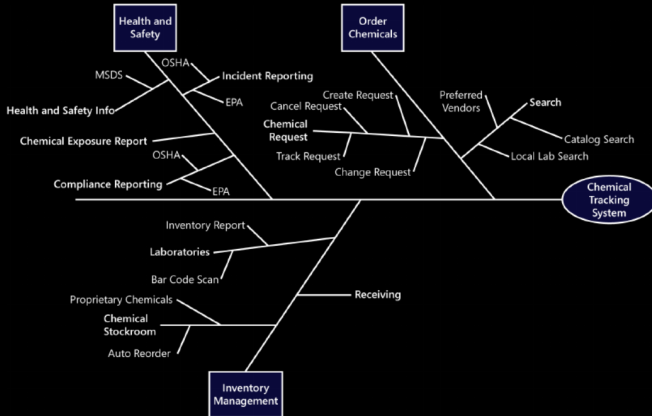 Health and
Safety
Order
Chemicals
OSHA
MSDS
Incident Reporting
EPA
Health and Safety Info
Chemical Exposure Report
OSHA
Compliance Reporting
EPA
Create Request
Cancel Request
Chemical
Request
Track Request
Change Request
Preferred
Vendors
Search
Catalog Search
Local Lab Search
Chemical
Tracking
System
Inventory Report
Laboratories
Bar Code Scan
Receiving
Proprietary Chemicals
Chemical
Stockroom
Auto Reorder
Inventory
Management